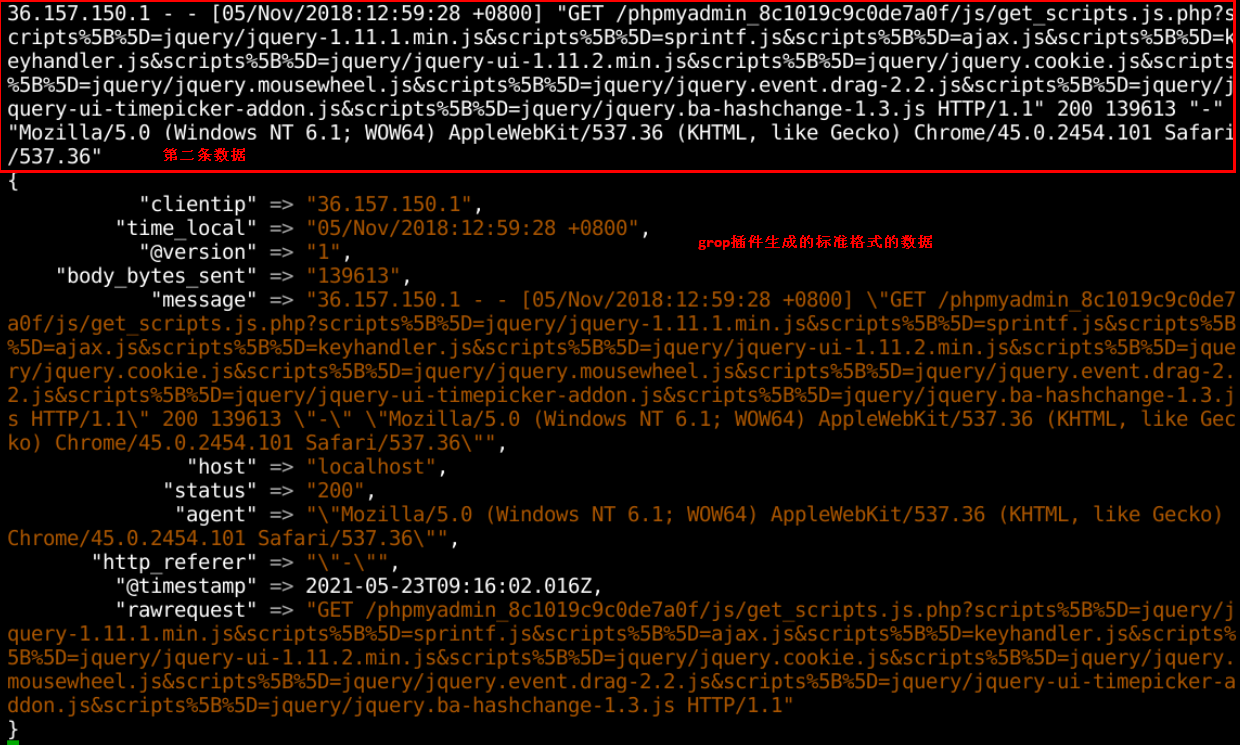 36.157.150.1 - - [05/Nov/2018:12:59:28 +0800] "GET /phpmyadmin_8c1019c9c0de7a0f/js/get_scripts.js.php?s
cripts%5B%5D=jquery/jquery-1.11.1.min.js&scripts%5B%5D=sprintf.js&scripts%5B%5D=ajax.js&scripts%5B%5D=k
eyhandler.js&scripts%5B%5D=jquery/jquery-ui-1.11.2.min.js&scripts%5B%5D=jquery/jquery.cookie.js&scripts
%5B%5D=jquery/jquery.mousewheel.js&scripts%5B%5D=jquery/jquery.event.drag-2.2.js&scripts%5B%5D=jquery/j
query-ui-timepicker-addon.js&scripts%5B%5D=jquery/jquery.ba-hashchange-1.3.js HTTP/1.1" 200 139613 "-"
"Mozilla/5.0 (Windows NT 6.1; WOW64) AppleWebKit/537.36 (KHTML, like Gecko) Chrome/45.0.2454.101 Safari
/537.36" 第二条数据
{
"clientip" => "36.157.150.1",
"time_local" => "05/Nov/2018:12:59:28 +0800",
grop插件生成的标准格式的数据
"@version" => "1",
"body_bytes_sent" => "139613",
"message" => "36.157.150.1 - - [05/Nov/2018:12:59:28 +0800] \"GET /phpmyadmin_8c1019c9c0de7
a0f/js/get_scripts.js.php?scripts%5B%5D=jquery/jquery-1.11.1.min.js&scripts%5B%5D=sprintf.js&scripts%5B
%5D=ajax.js&scripts%5B%5D=keyhandler.js&scripts%5B%5D=jquery/jquery-ui-1.11.2.min.js&scripts%5B%5D=jque
ry/jquery.cookie.js&scripts%5B%5D=jquery/jquery.mousewheel.js&scripts%5B%5D=jquery/jquery.event.drag-2.
2.js&scripts%5B%5D=jquery/jquery-ui-timepicker-addon.js&scripts%5B%5D=jquery/jquery.ba-hashchange-1.3.j
s HTTP/1.1\" 200 139613 \"-\" \"Mozilla/5.0 (Windows NT 6.1; WOW64) AppleWebKit/537.36 (KHTML, like Gec
ko) Chrome/45.0.2454.101 Safari/537.36\"",
"host" => "localhost",
"status" => "200",
"agent" => "\"Mozilla/5.0 (Windows NT 6.1; WOW64) AppleWebKit/537.36 (KHTML, like Gecko)
Chrome/45.0.2454.101 Safari/537.36\"",
"http_referer" => "\"-\"",
"@timestamp" => 2021-05-23T09:16:02.016Z,
"rawrequest" => "GET /phpmyadmin_8c1019c9c0de7a0f/js/get_scripts.js.php?scripts%5B%5D=jquery/j
query-1.11.1.min.js&scripts%5B%5D=sprintf.js&scripts%5B%5D=ajax.js&scripts%5B%5D=keyhandler.js&scripts%
5B%5D=jquery/jquery-ui-1.11.2.min.js&scripts%5B%5D=jquery/jquery.cookie.js&scripts%5B%5D=jquery/jquery.
mousewheel.js&scripts%5B%5D=jquery/jquery.event.drag-2.2.js&scripts%5B%5D=jquery/jquery-ui-timepicker-a
ddon.js&scripts%5B%5D=jquery/jquery.ba-hashchange-1.3.js HTTP/1.1"
}